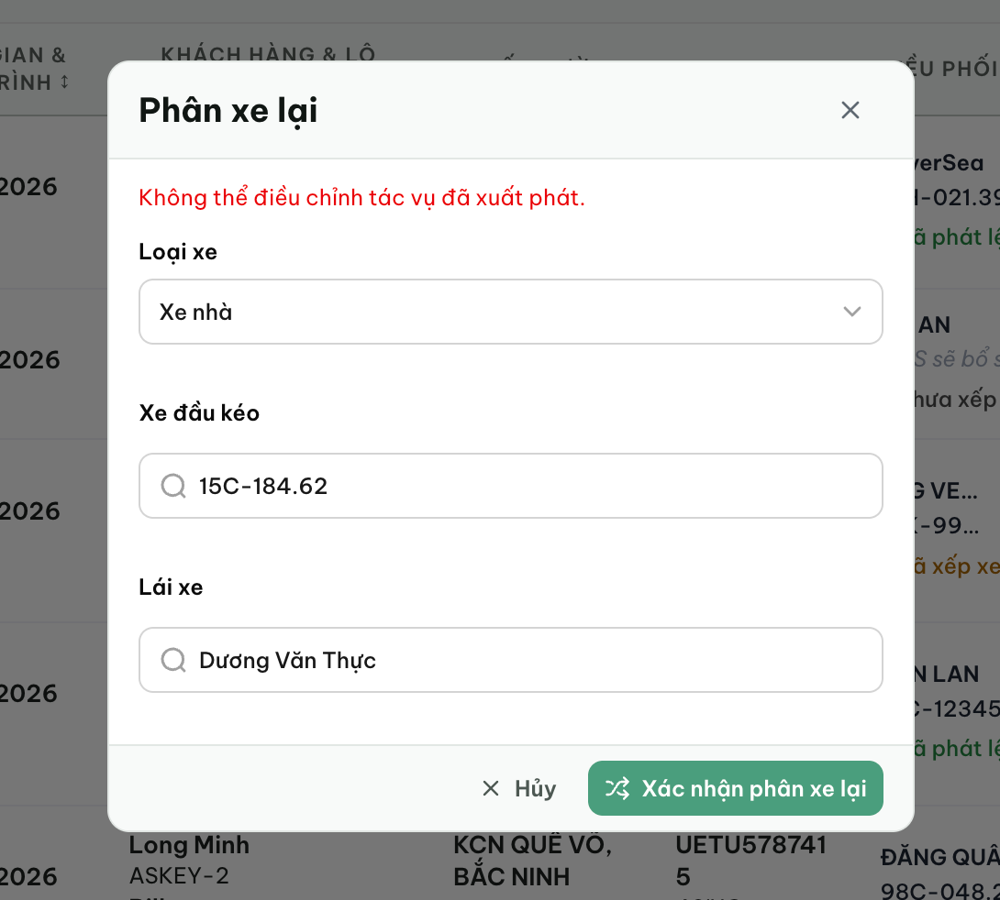 GIAN &
KHÁCH HÀNG & LÔ
RÌNH
ỀU PHỐI
Phân xe lại
verSea
2026
-021.39
Không thể điều chỉnh tác vụ đã xuất phát.
ã phát lệ
Loại xe
Xe nhà
AN
2026
S sẽ bổ s
hưa xếp
Xe đầu kéo
15C-184.62
G VE...
2026
-99...
ã xếp xe
Lái xe
Dương Văn Thực
N LAN
2026
C-12345
ã phát lệ
Hủy
Xác nhận phân xe lại
Long Minh
KCN QUẾ VÕ,
UETU578741
ĐĂNG QUÂ
2026
ASKEY-2
BẮC NINH
5
98C-048.2